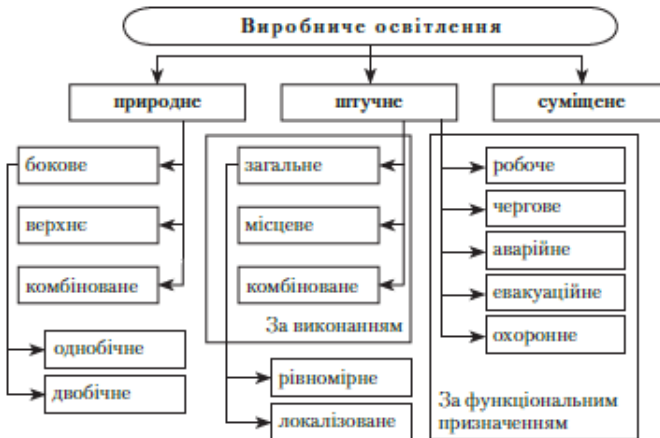 Виробниче освітлення
природне
штучне
суміщене
бокове
верхнє
комбіноване
однобічне
двобічне
загальне
місцеве
комбіноване
За виконанням
рівномірне
локалізоване
робоче
чергове
аварійне
евакуаційне
охоронне
За функціональним
призначенням